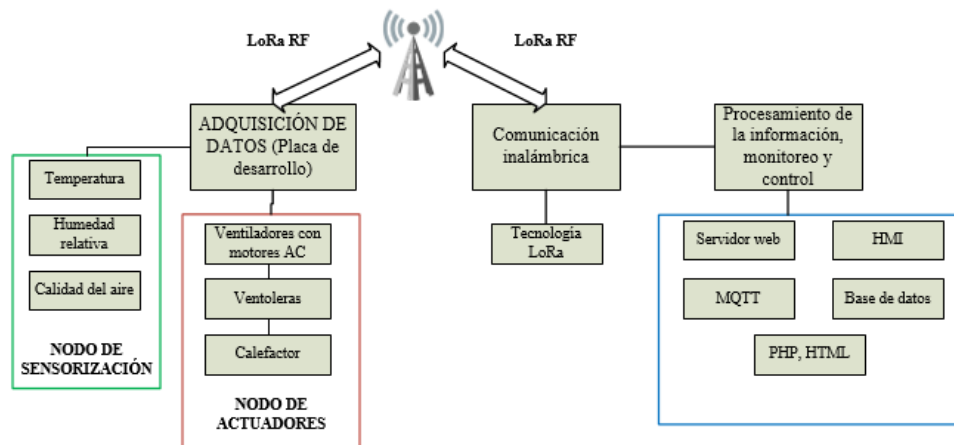 LoRa RF
LoRa RF
ADQUISICIÓN DE
DATOS (Placa de
desarrollo)
Comunicación
inalámbrica
Procesamiento de
la información,
monitoreo y
control
Temperatura
Humedad
relativa
Calidad del aire
NODO DE
SENSORIZACIÓN
Ventiladores con
motores AC
Ventoleras
Calefactor
NODO DE
ACTUADORES
Tecnología
LoRa
Servidor web
HMI
MQTT
Base de datos
PHP, HTML